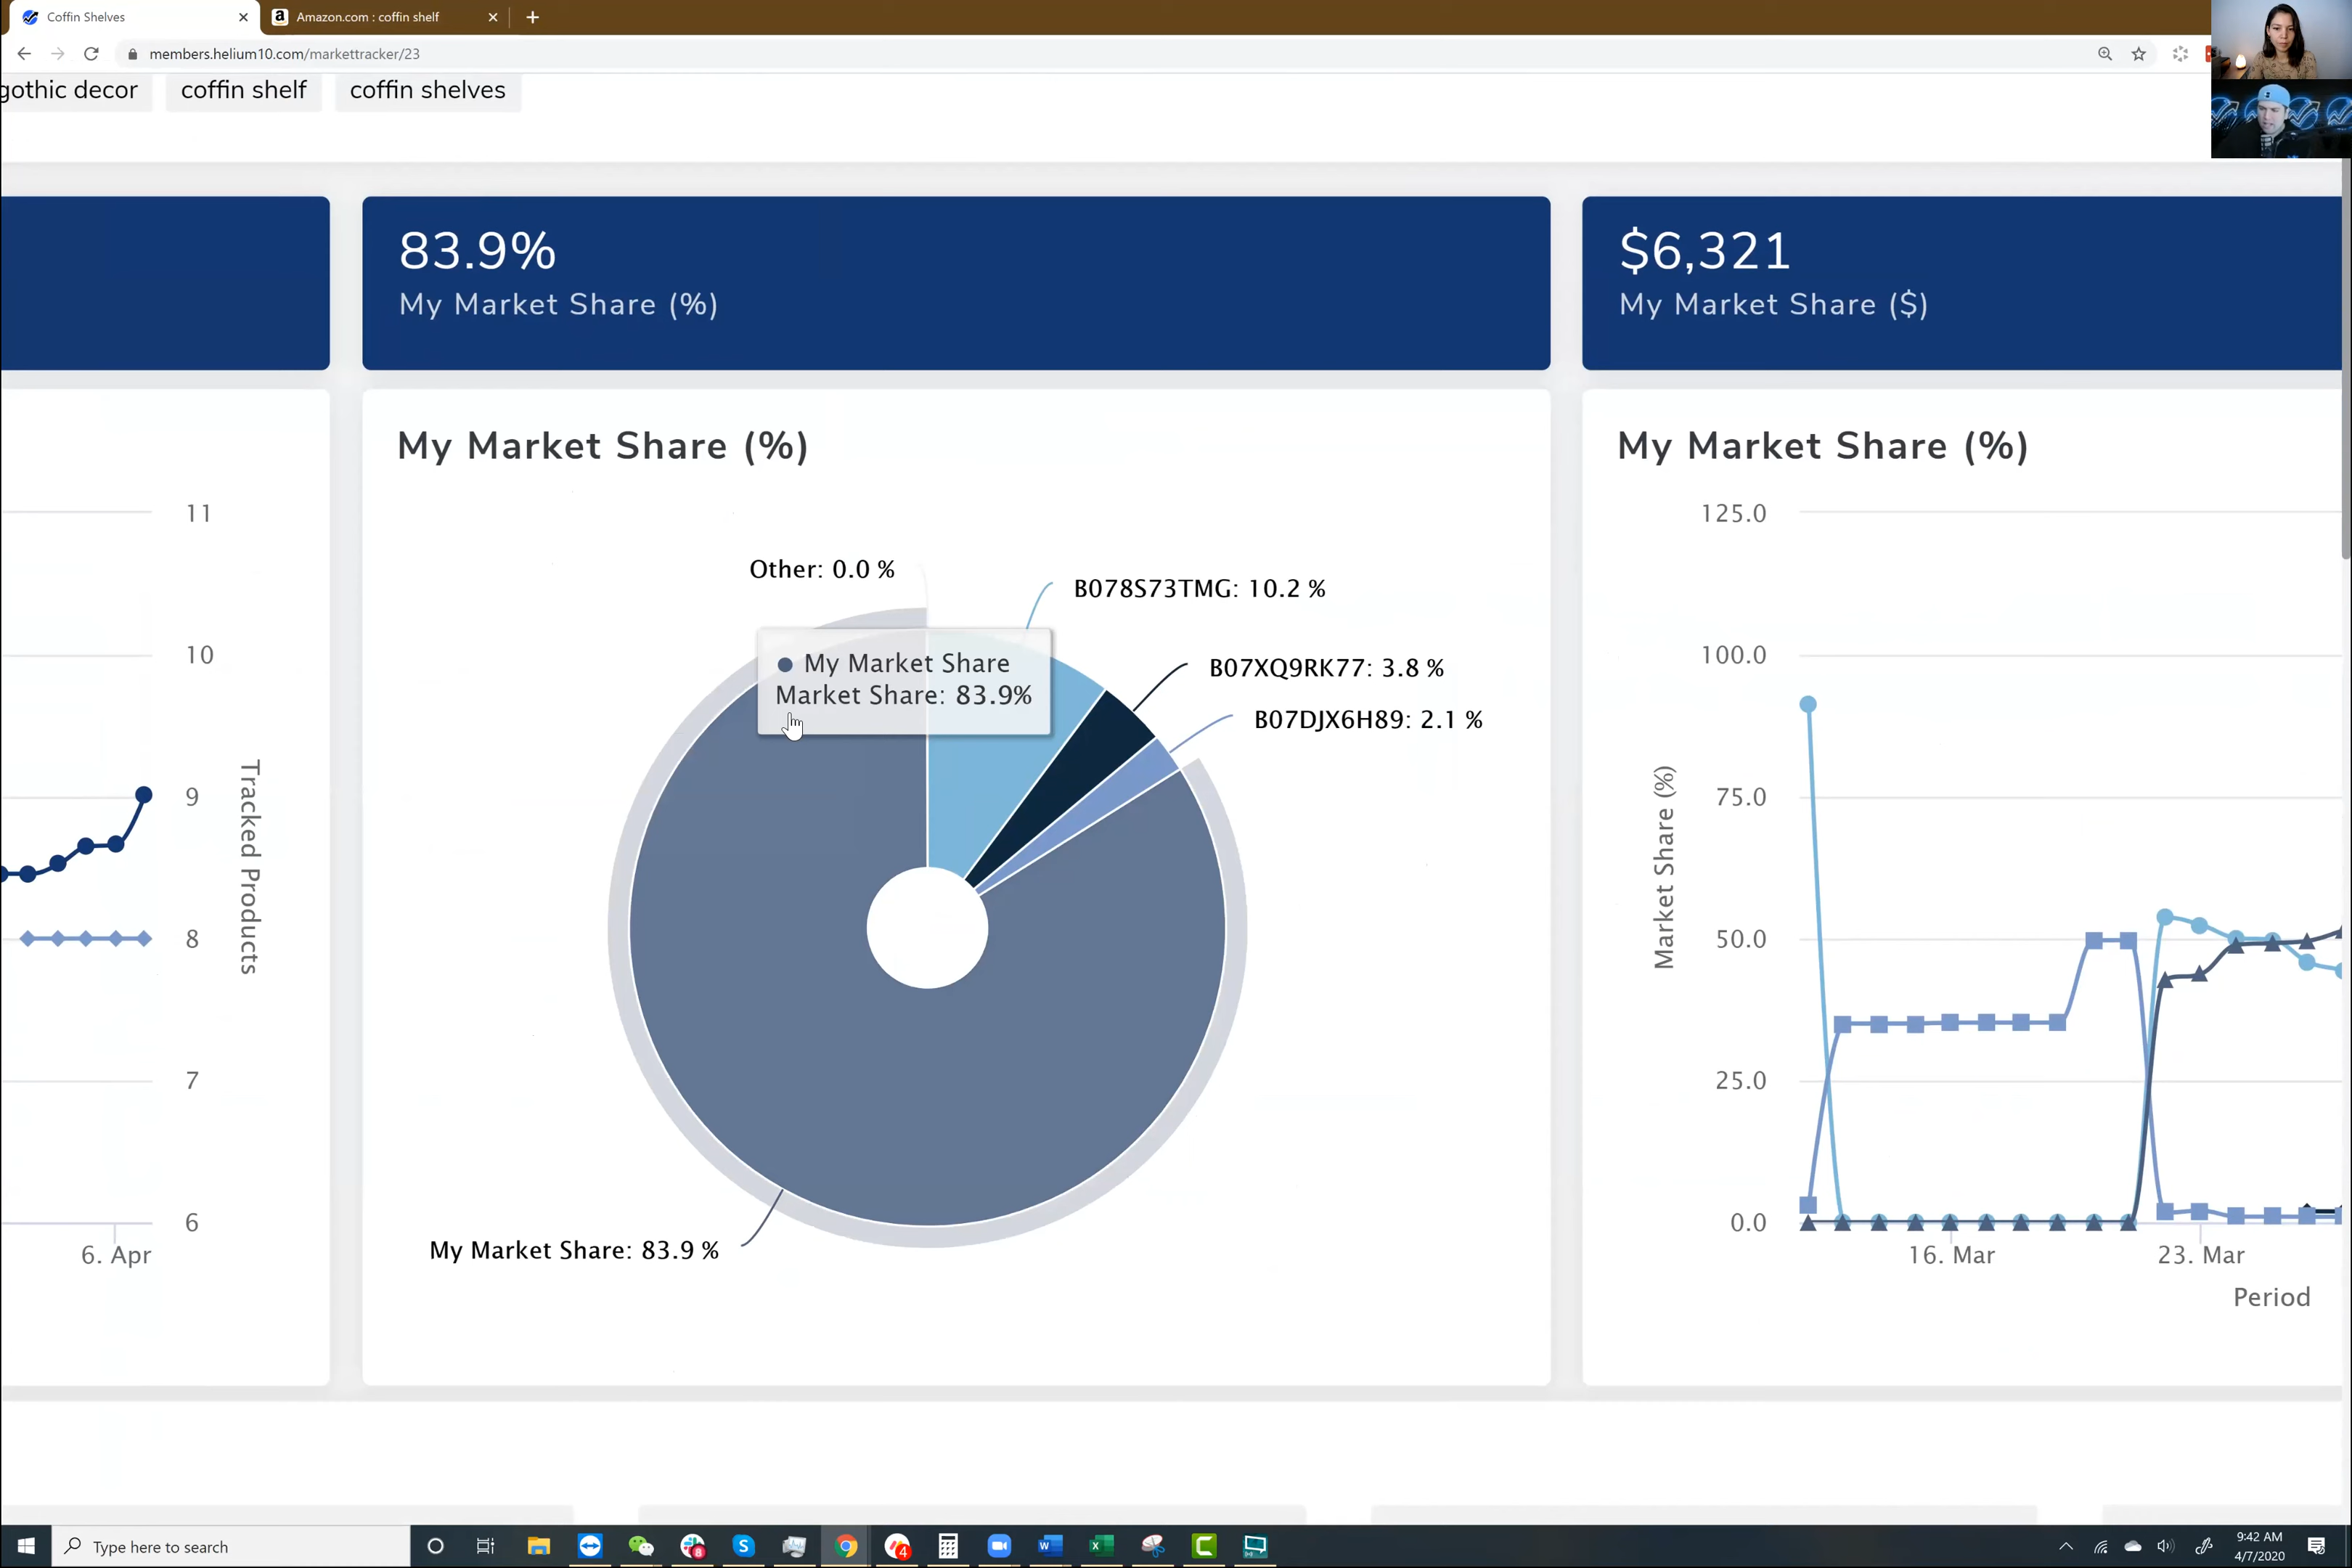 Coffin Shelves
Amazon.com : coffin shelf
members.helium10.com/markettracker/23
gothic decor
coffin shelf
coffin shelves
83.9%
My Market Share (%)
$6,321
My Market Share ($)
11
10
9
8
7
6
Tracked Products
6. Apr
My Market Share (%)
Other: 0.0 %
B078S73TMG: 10.2 %
B07XQ9RK77: 3.8 %
B07DJX6H89: 2.1 %
My Market Share
Market Share: 83.9%
My Market Share: 83.9 %
My Market Share (%)
125.0
100.0
75.0
50.0
25.0
0.0
Market Share (%)
16. Mar
23. Mar
Period
Type here to search
8
4
9:42 AM
4/7/2020